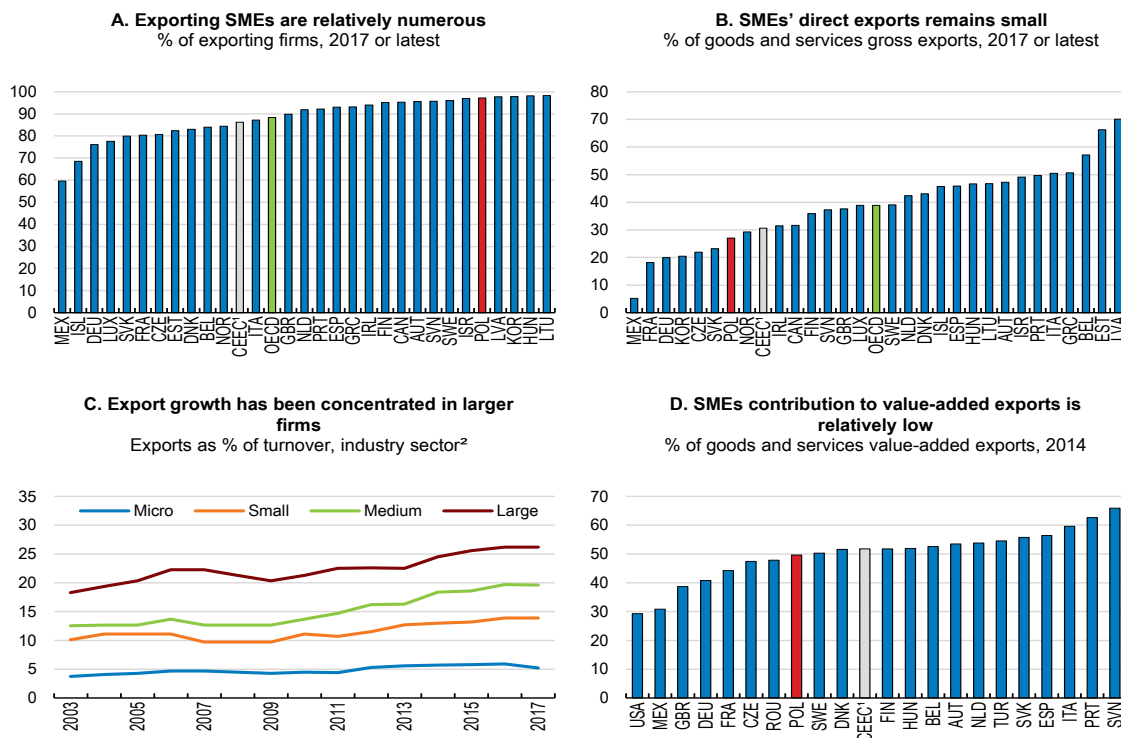 A. Exporting SMEs are relatively numerous
% of exporting firms, 2017 or latest
100
90
80
70
60
50
40
30
20
10
0
MEX
ISL
DEU
LUX
SVK
FRA
CZE
EST
DNK
BEL
NOR
CEEC¹
ITA
OECD
GBR
NLD
PRT
ESP
GRC
IRL
FIN
CAN
AUT
SVN
SWE
ISR
POL
LVA
KOR
HUN
LTU
B. SMEs' direct exports remains small
% of goods and services gross exports, 2017 or latest
80
70
60
50
40
30
20
10
0
MEX
FRA
DEU
KOR
CZE
SVK
POL
NOR
CEEC¹
IRL
CAN
FIN
SVN
GBR
LUX
OECD
SWE
NLD
DNK
ISL
ESP
HUN
LTU
AUT
ISR
PRT
ITA
GRC
BEL
EST
LVA
C. Export growth has been concentrated in larger
firms
Exports as % of turnover, industry sector²
35
30
25
20
15
10
5
0
Micro
Small
Medium
Large
2003
2005
2007
2009
2011
2013
2015
2017
D. SMEs contribution to value-added exports is
relatively low
% of goods and services value-added exports, 2014
70
60
50
40
30
20
10
0
USA
MEX
GBR
DEU
FRA
CZE
ROU
POL
SWE
DNK
CEEC¹
FIN
HUN
BEL
AUT
NLD
TUR
SVK
ESP
ITA
PRT
SVN